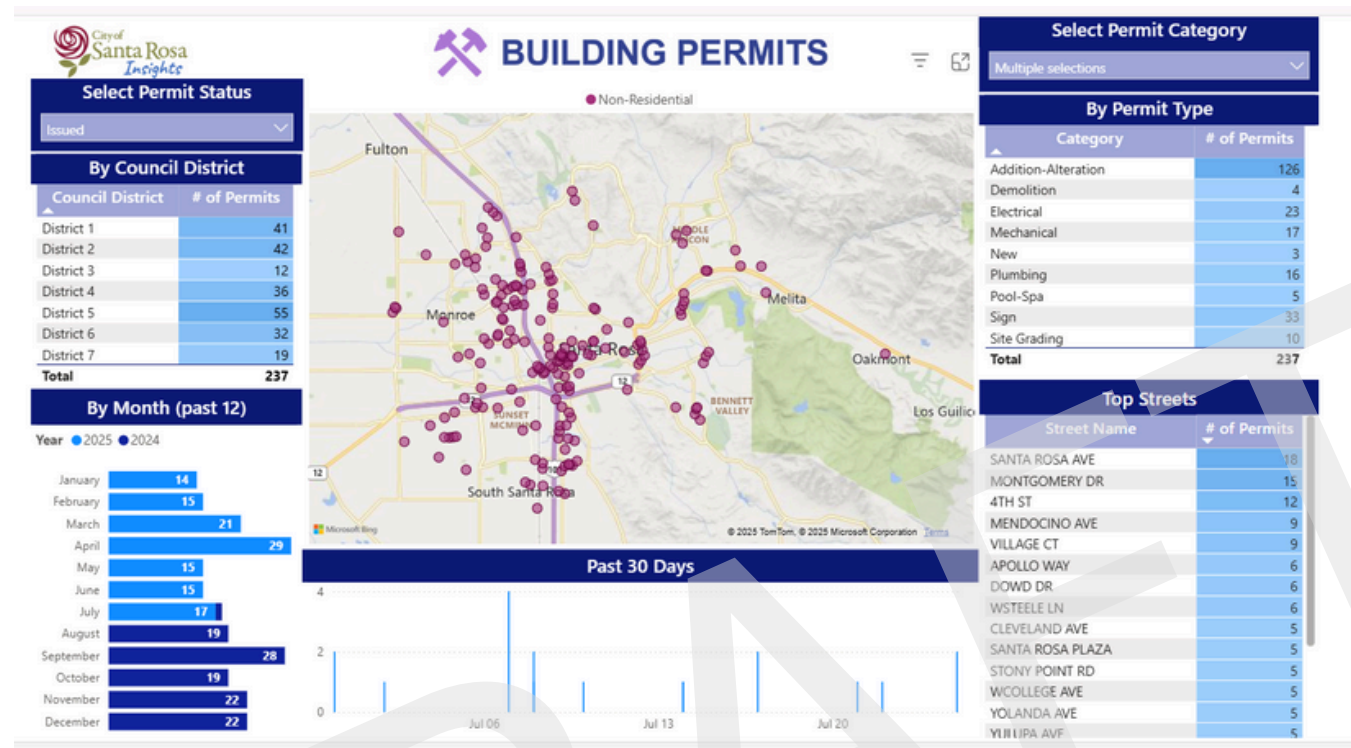 City of
Santa Rosa
Insights
BUILDING PERMITS
Select Permit Status
Issued
By Council District
Council District # of Permits
District 1 41
District 2 42
District 3 12
District 4 36
District 5 55
District 6 32
District 7 19
Total 237
By Month (past 12)
Year 2025 2024
January 14
February 15
March 21
April 29
May 15
June 15
July 17
August 19
September 28
October 19
November 22
December 22
Non-Residential
Fulton
Monroe
Melita
Santa Rosa
Oakmont
12
BENNETT
VALLEY
Los Guilic
SUNSET
12
South Santa Rosa
Microsoft Bing
© 2025 TomTom, © 2025 Microsoft Corporation Terms
Past 30 Days
4
2
0
Jul 06 Jul 13 Jul 20
Select Permit Category
Multiple selections
By Permit Type
Category # of Permits
Addition-Alteration 126
Demolition 4
Electrical 23
Mechanical 17
New 3
Plumbing 16
Pool-Spa 5
Sign 33
Site Grading 10
Total 237
Top Streets
Street Name # of Permits
SANTA ROSA AVE 18
MONTGOMERY DR 15
4TH ST 12
MENDOCINO AVE 9
VILLAGE CT 9
APOLLO WAY 6
DOWD DR 6
WSTEELE LN 6
CLEVELAND AVE 5
SANTA ROSA PLAZA 5
STONY POINT RD 5
WCOLLEGE AVE 5
YOLANDA AVE 5
YULUPA AVE 5